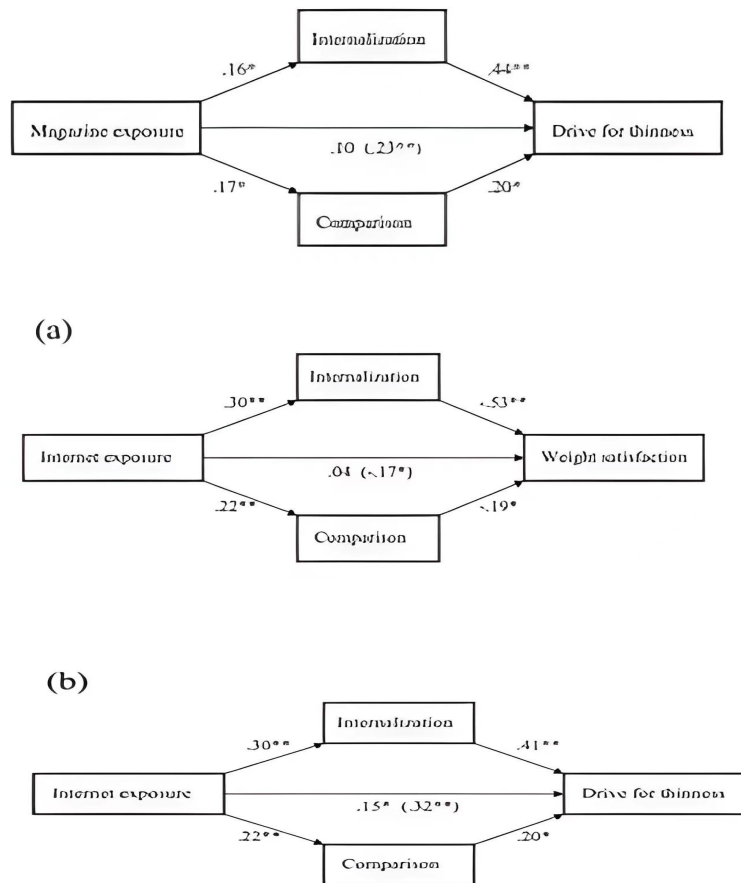 Internalization
.16* .44**
Magazine exposure Drive for thinness
.10 (.23**)
.17* .20*
Comparison
(a)
Internalization
.30** -.53**
Internet exposure Weight satisfaction
.04 (-.17*)
.22** -.19*
Comparison
(b)
Internalization
.30** .41**
Internet exposure Drive for thinness
.15* (.32**)
.22** .20*
Comparison